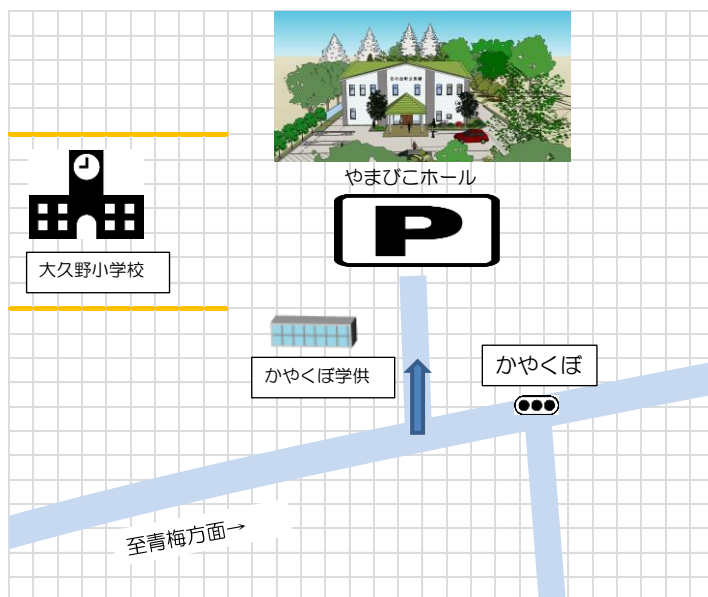 やまびこホール
P
大久野小学校
かやくぼ学供
かやくぼ
至青梅方面→